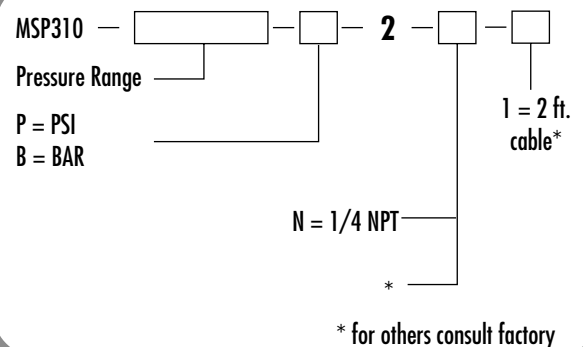 MSP310 — — — 2 — —
Pressure Range
P = PSI
B = BAR
1 = 2 ft.
cable*
N = 1/4 NPT
*
* for others consult factory